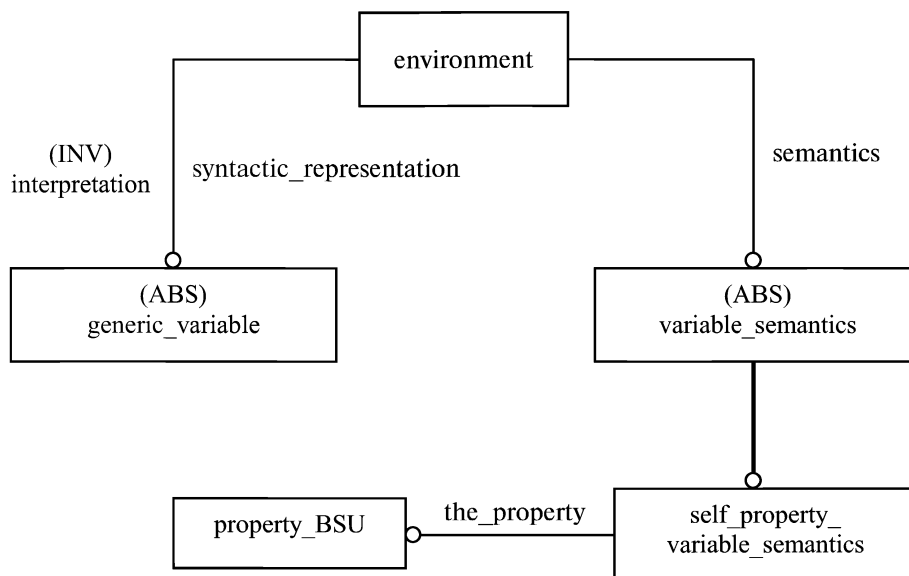 environment
(INV)
interpretation
syntactic_representation
semantics
(ABS)
generic_variable
(ABS)
variable_semantics
property_BSU
the_property
self_property_
variable_semantics